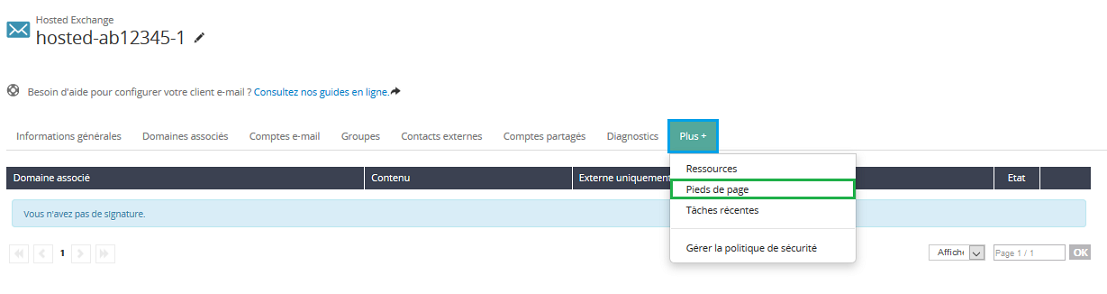 Hosted Exchange
hosted-ab12345-1
Besoin d'aide pour configurer votre client e-mail ? Consultez nos guides en ligne.
Informations générales Domaines associés Comptes e-mail Groupes Contacts externes Comptes partagés Diagnostics Plus +
Ressources
Pieds de page
Tâches récentes
Gérer la politique de sécurité
Domaine associé Contenu Externe uniquement Etat
Vous n'avez pas de signature.
1 Affiche Page 1 / 1 OK